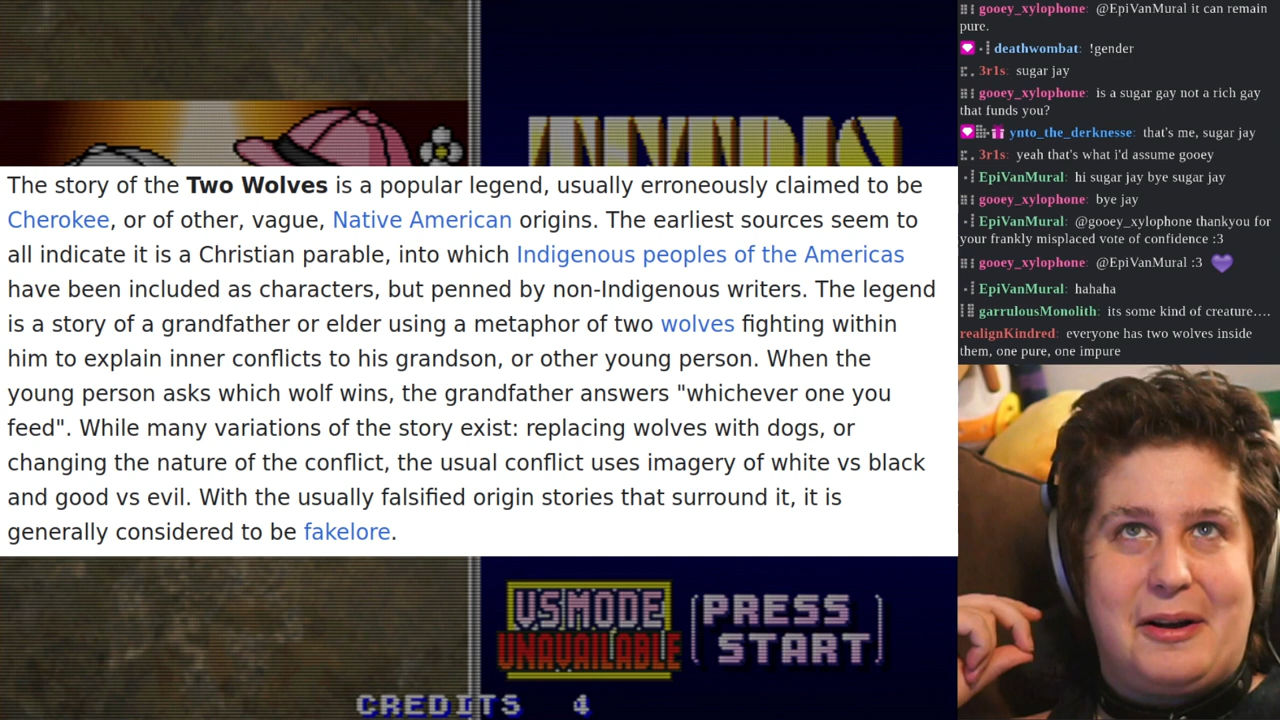 TETRIS
The story of the Two Wolves is a popular legend, usually erroneously claimed to be
Cherokee, or of other, vague, Native American origins. The earliest sources seem to
all indicate it is a Christian parable, into which Indigenous peoples of the Americas
have been included as characters, but penned by non-Indigenous writers. The legend
is a story of a grandfather or elder using a metaphor of two wolves fighting within
him to explain inner conflicts to his grandson, or other young person. When the
young person asks which wolf wins, the grandfather answers "whichever one you
feed". While many variations of the story exist: replacing wolves with dogs, or
changing the nature of the conflict, the usual conflict uses imagery of white vs black
and good vs evil. With the usually falsified origin stories that surround it, it is
generally considered to be fakelore.
VS MODE
UNAVAILABLE
PRESS
START
CREDITS 4
gooey_xylophone: @EpiVanMural it can remain
pure.
deathwombat: !gender
3r1s: sugar jay
gooey_xylophone: is a sugar gay not a rich gay
that funds you?
ynto_the_derknesse: that's me, sugar jay
3r1s: yeah that's what i'd assume gooey
EpiVanMural: hi sugar jay bye sugar jay
gooey_xylophone: bye jay
EpiVanMural: @gooey_xylophone thankyou for
your frankly misplaced vote of confidence :3
gooey_xylophone: @EpiVanMural :3
EpiVanMural: hahaha
garrulousMonolith: its some kind of creature....
realignKindred: everyone has two wolves inside
them, one pure, one impure